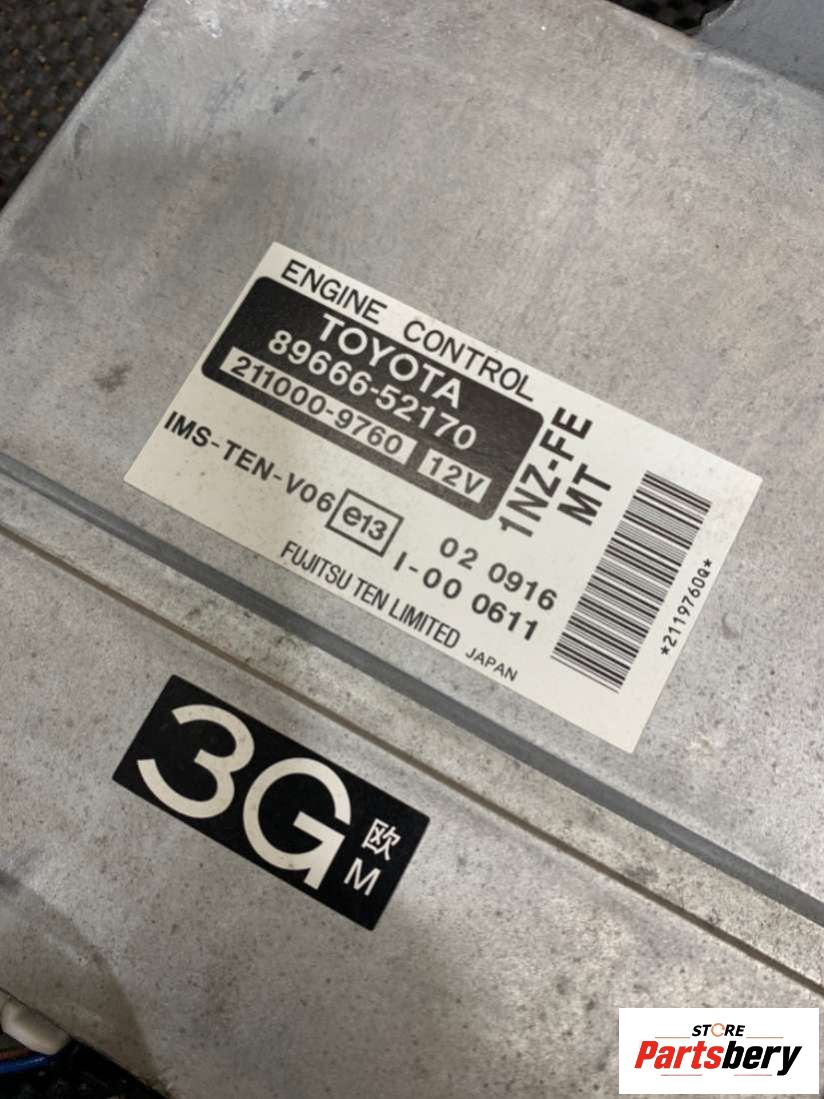 ENGINE CONTROL
TOYOTA
89666-52170
211000-9760 12V
1NZ-FE
MT
IMS-TEN-V06 e13
02 0916
I-00 0611
FUJITSU TEN LIMITED JAPAN
*2119760Q*
3G
欧
M
STORE
Partsbery